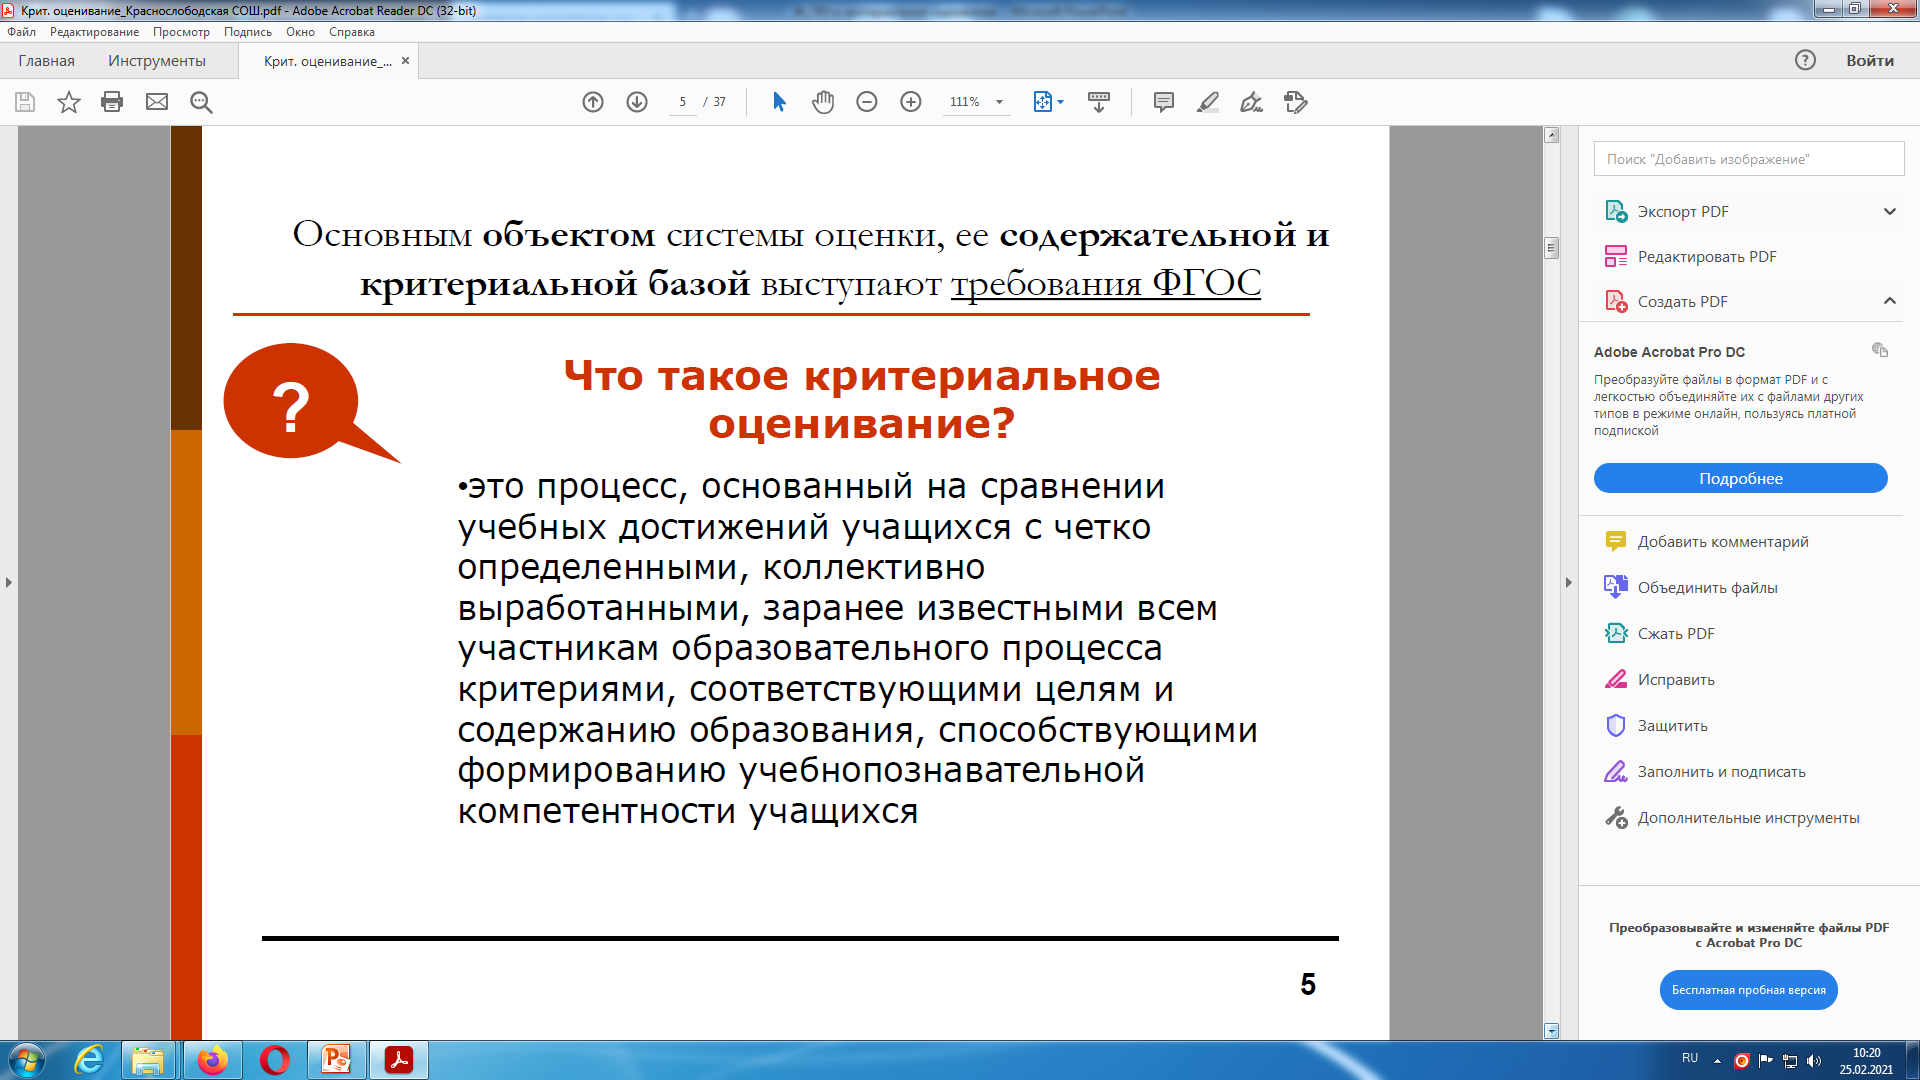 Крит. оценивание_Краснослободская СОШ.pdf - Adobe Acrobat Reader DC (32-bit)
Файл Редактирование Просмотр Подпись Окно Справка
Главная Инструменты Крит. оценивание_... × ? Войти
5 / 37 111%
Основным объектом системы оценки, ее содержательной и
критериальной базой выступают требования ФГОС
?
Что такое критериальное
оценивание?
•это процесс, основанный на сравнении
учебных достижений учащихся с четко
определенными, коллективно
выработанными, заранее известными всем
участникам образовательного процесса
критериями, соответствующими целям и
содержанию образования, способствующими
формированию учебнопознавательной
компетентности учащихся
5
Поиск "Добавить изображение"
Экспорт PDF
Редактировать PDF
Создать PDF
Adobe Acrobat Pro DC
Преобразуйте файлы в формат PDF и с
легкостью объединяйте их с файлами других
типов в режиме онлайн, пользуясь платной
подпиской
Подробнее
Добавить комментарий
Объединить файлы
Сжать PDF
Исправить
Защитить
Заполнить и подписать
Дополнительные инструменты
Преобразовывайте и изменяйте файлы PDF
с Acrobat Pro DC
Бесплатная пробная версия
RU
10:20
25.02.2021